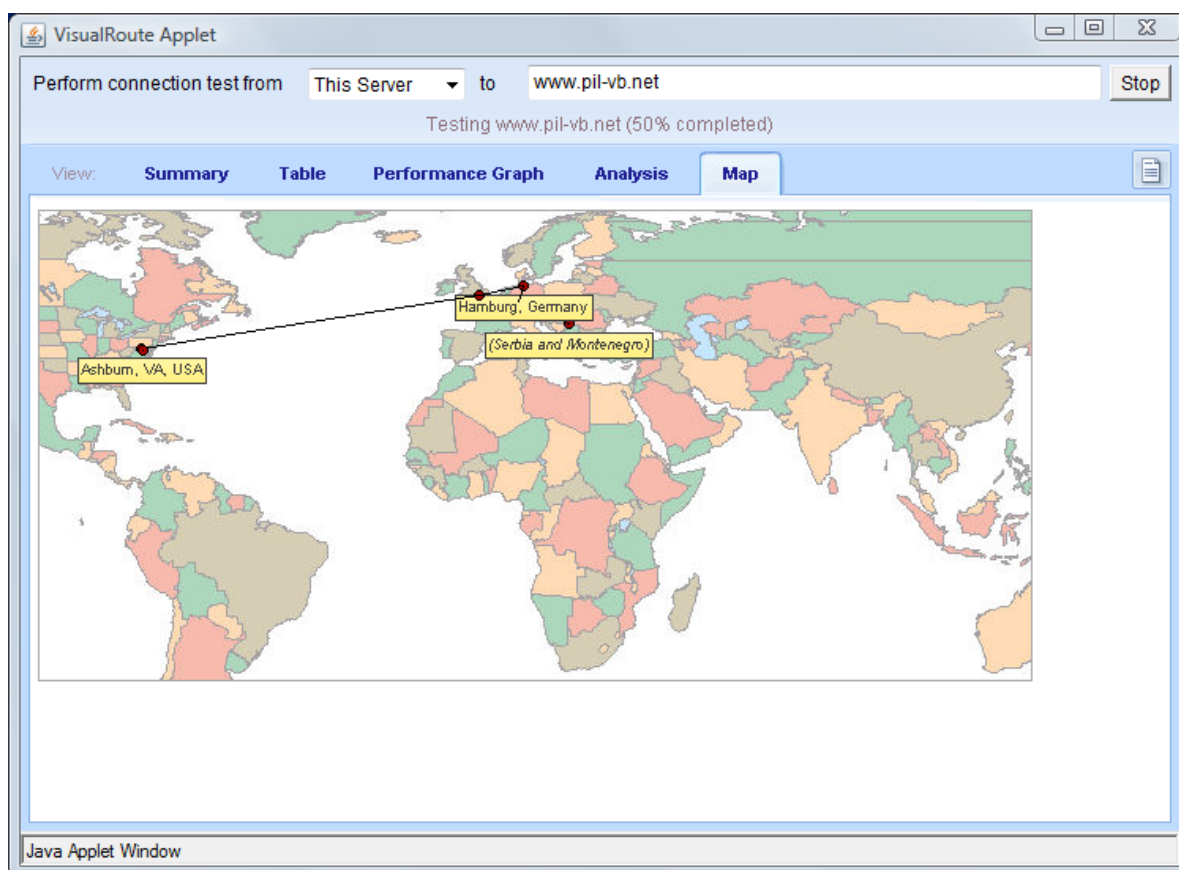 VisualRoute Applet
Perform connection test from This Server to www.pil-vb.net Stop
Testing www.pil-vb.net (50% completed)
View: Summary Table Performance Graph Analysis Map
Hamburg, Germany
(Serbia and Montenegro)
Ashburn, VA, USA
Java Applet Window